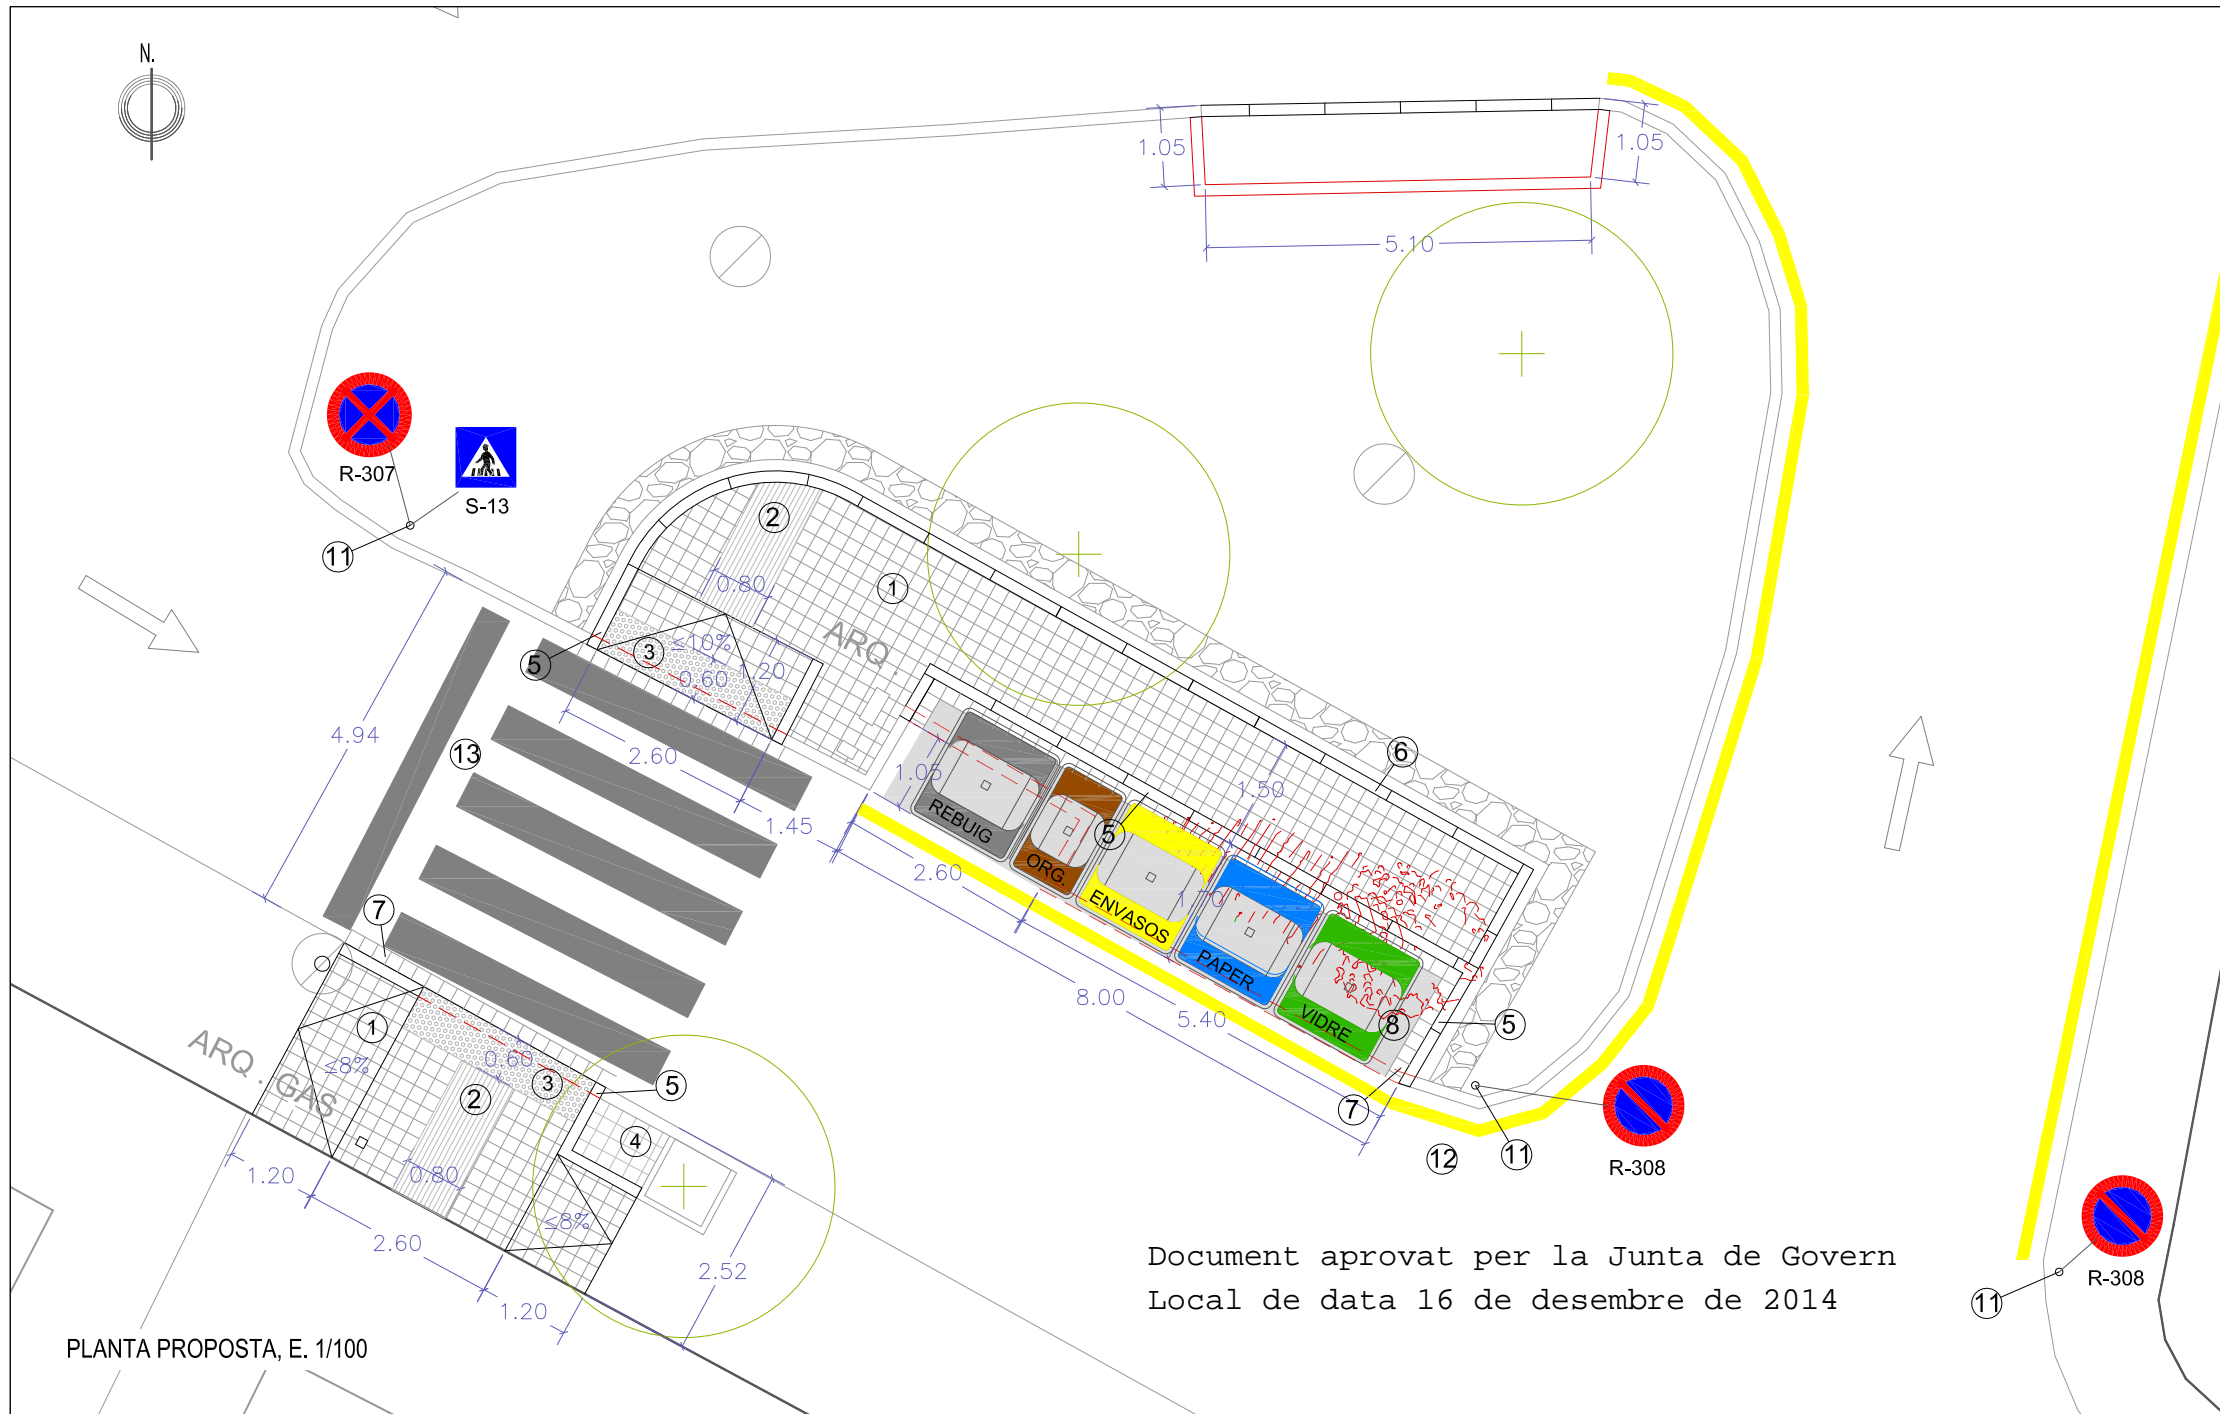 N.
1.05
1.05
5.10
R-307
S-13
11
2
1
0.80
ARQ.
≤10%
3
5
1.20
0.60
4.94
13
2.60
6
1.50
1.05
1.45
REBUIG
5
ORG.
2.60
1.70
ENVASOS
PAPER
VIDRE
8
5
8.00
5.40
7
1
ARQ. GAS
≤8%
0.60
3
2
5
4
7
12
11
R-308
0.80
1.20
≤8%
2.60
2.52
1.20
R-308
11
Document aprovat per la Junta de Govern
Local de data 16 de desembre de 2014
PLANTA PROPOSTA, E. 1/100